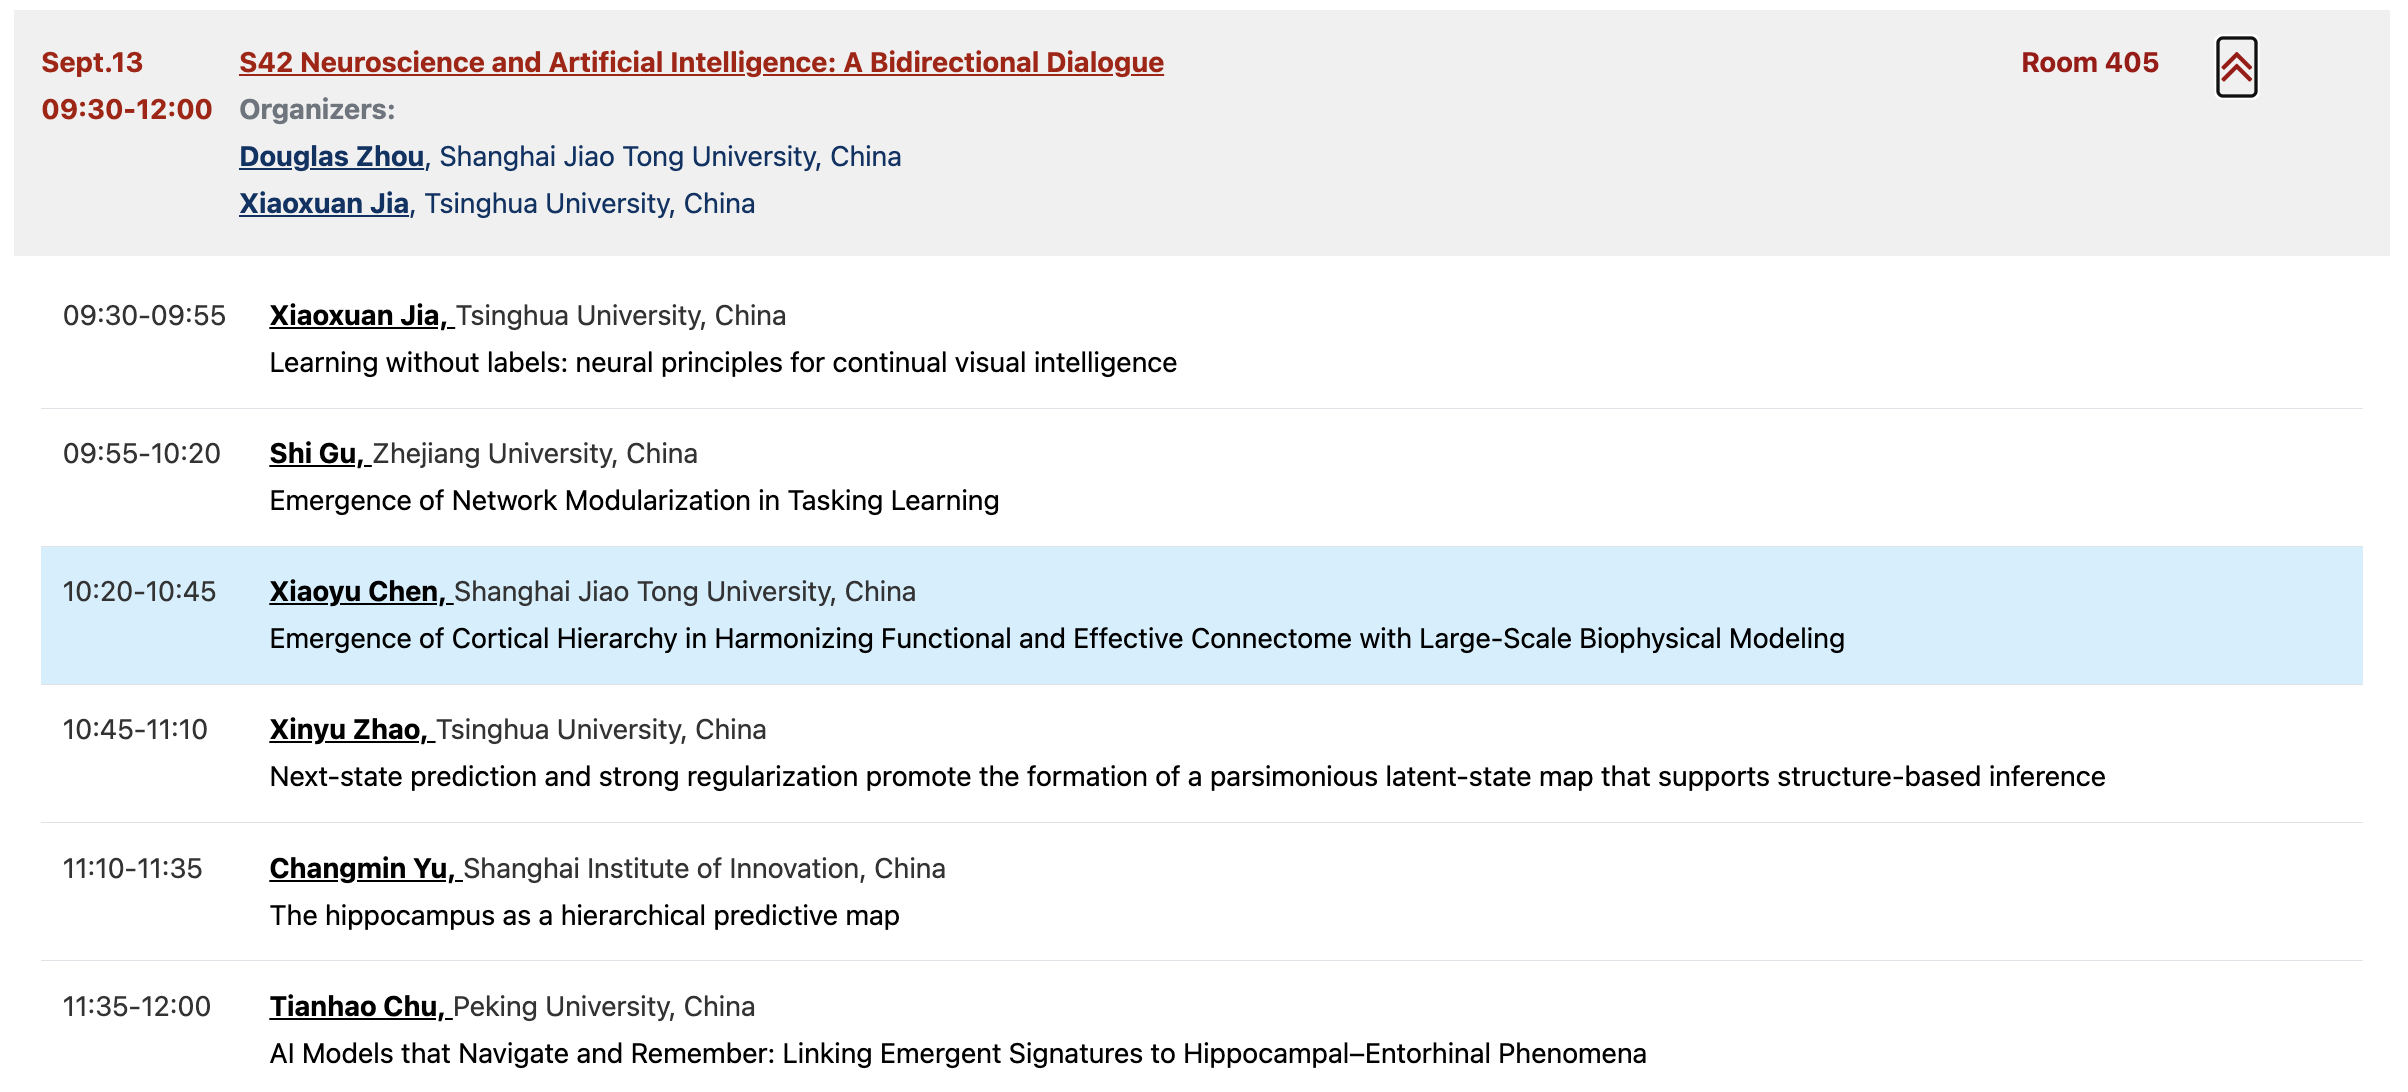 Sept.13 S42 Neuroscience and Artificial Intelligence: A Bidirectional Dialogue Room 405
09:30-12:00 Organizers:
Douglas Zhou, Shanghai Jiao Tong University, China
Xiaoxuan Jia, Tsinghua University, China
09:30-09:55 Xiaoxuan Jia, Tsinghua University, China
Learning without labels: neural principles for continual visual intelligence
09:55-10:20 Shi Gu, Zhejiang University, China
Emergence of Network Modularization in Tasking Learning
10:20-10:45 Xiaoyu Chen, Shanghai Jiao Tong University, China
Emergence of Cortical Hierarchy in Harmonizing Functional and Effective Connectome with Large-Scale Biophysical Modeling
10:45-11:10 Xinyu Zhao, Tsinghua University, China
Next-state prediction and strong regularization promote the formation of a parsimonious latent-state map that supports structure-based inference
11:10-11:35 Changmin Yu, Shanghai Institute of Innovation, China
The hippocampus as a hierarchical predictive map
11:35-12:00 Tianhao Chu, Peking University, China
AI Models that Navigate and Remember: Linking Emergent Signatures to Hippocampal–Entorhinal Phenomena